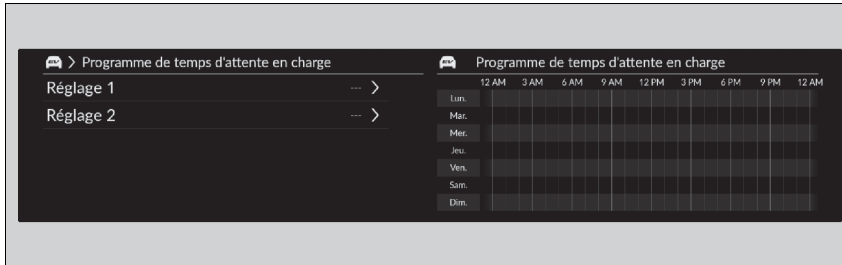 EV > Programme de temps d'attente en charge
Réglage 1 --- >
Réglage 2 --- >
EV Programme de temps d'attente en charge
12 AM 3 AM 6 AM 9 AM 12 PM 3 PM 6 PM 9 PM 12 AM
Lun.
Mar.
Mer.
Jeu.
Ven.
Sam.
Dim.